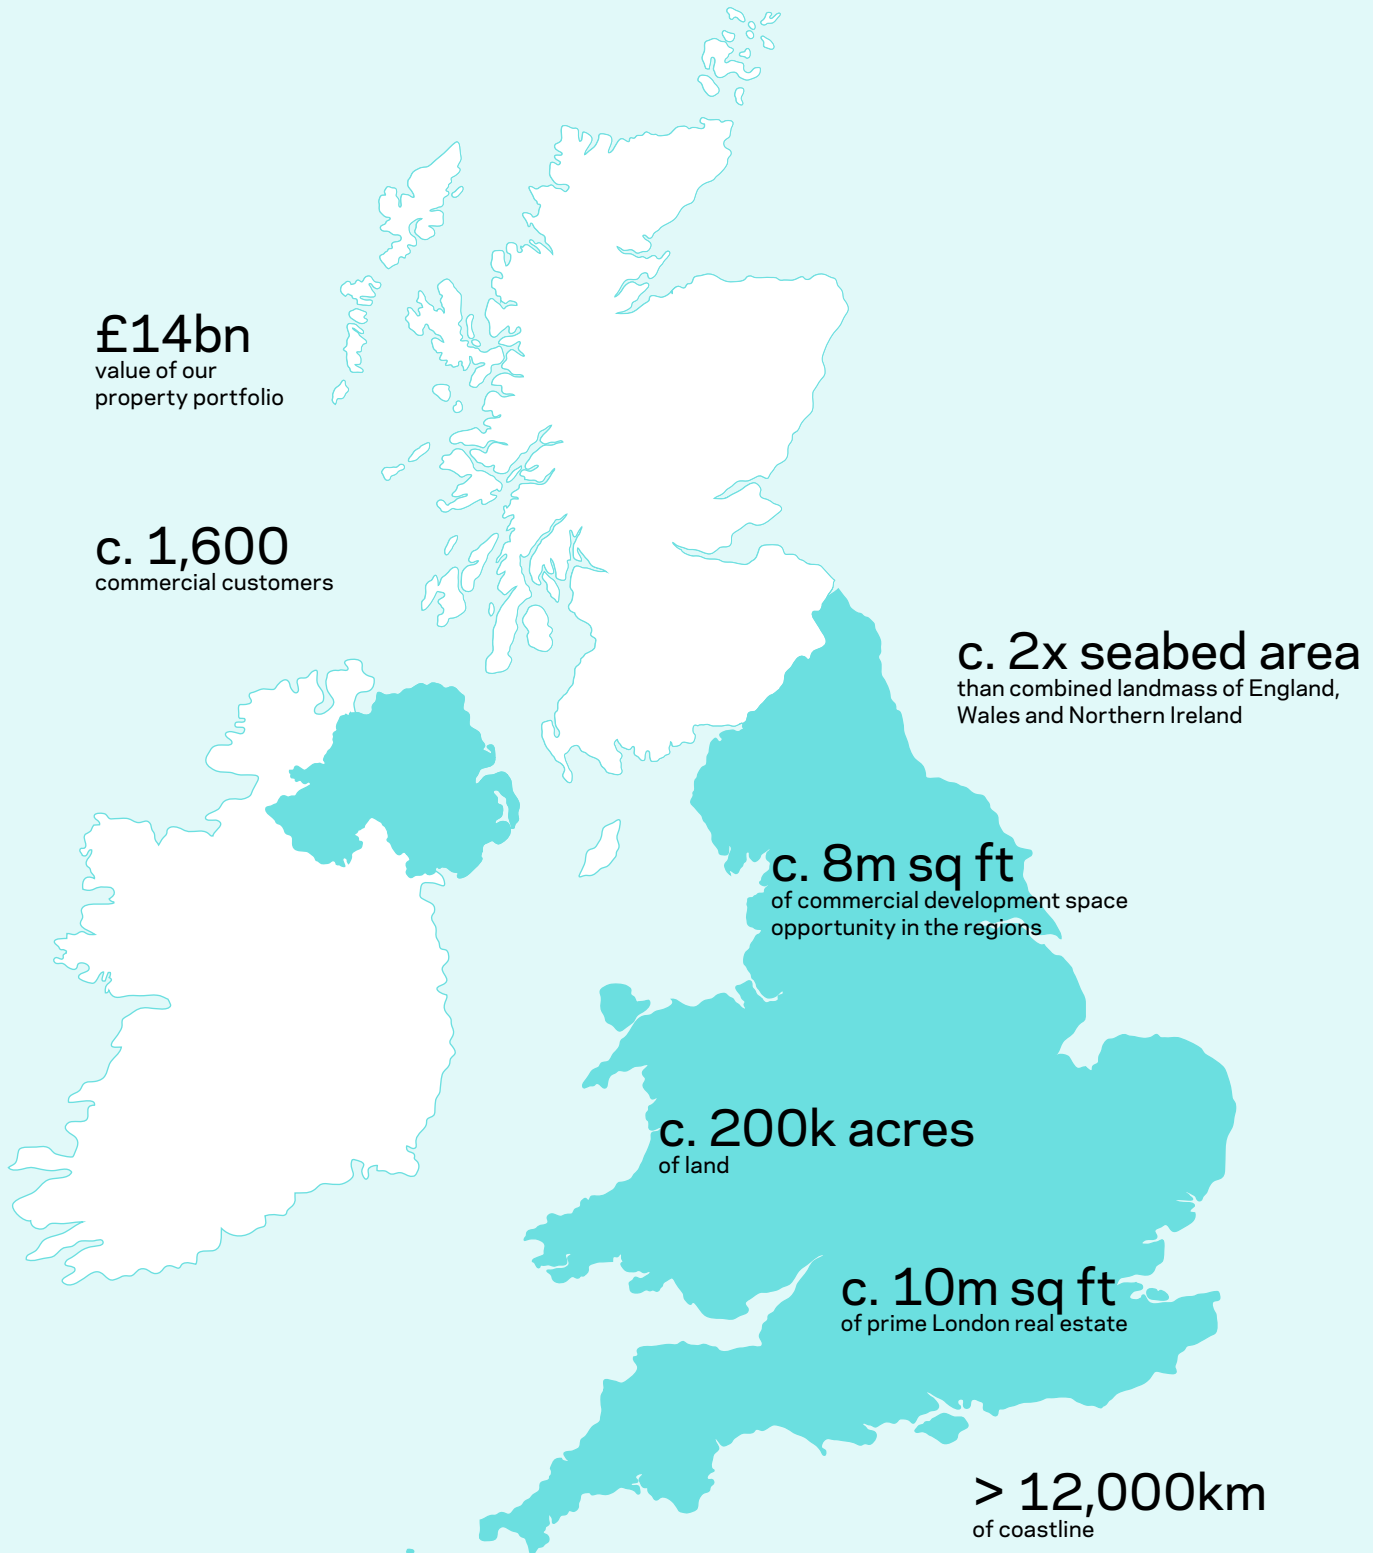 £14bn
value of our
property portfolio
c. 1,600
commercial customers
c. 2x seabed area
than combined landmass of England,
Wales and Northern Ireland
c. 8m sq ft
of commercial development space
opportunity in the regions
c. 200k acres
of land
c. 10m sq ft
of prime London real estate
> 12,000km
of coastline